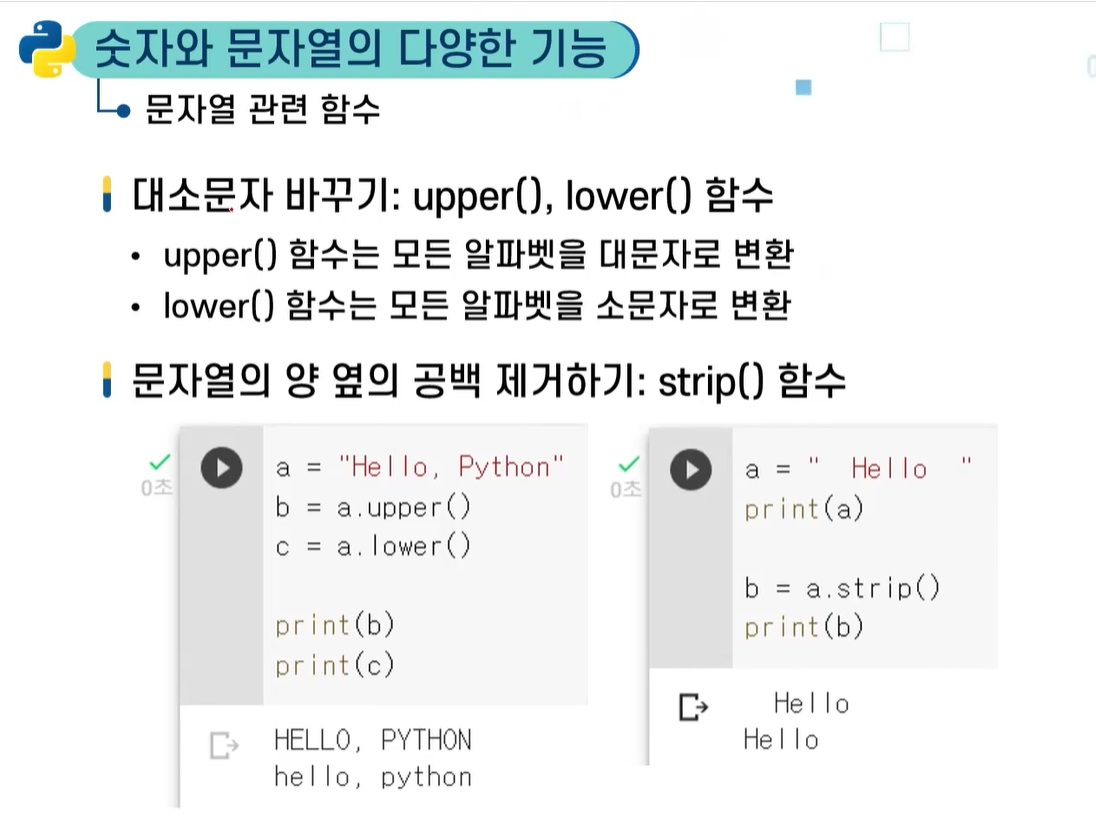 숫자와 문자열의 다양한 기능
문자열 관련 함수
대소문자 바꾸기: upper(), lower() 함수
• upper() 함수는 모든 알파벳을 대문자로 변환
• lower() 함수는 모든 알파벳을 소문자로 변환
문자열의 양 옆의 공백 제거하기: strip() 함수
0초
a = "Hello, Python"
b = a.upper()
c = a.lower()
print(b)
print(c)
HELLO, PYTHON
hello, python
0초
a = "  Hello  "
print(a)
b = a.strip()
print(b)
  Hello
Hello